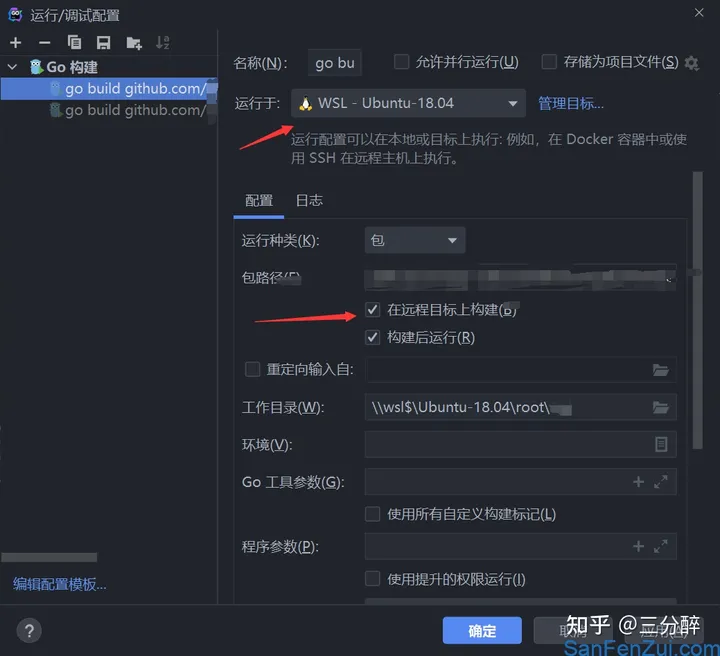 运行/调试配置
Go 构建
go build github.com/
go build github.com/
编辑配置模板...
名称(N):
go bu
允许并行运行(U)
存储为项目文件(S)
运行于:
WSL - Ubuntu-18.04
管理目标...
运行配置可以在本地或目标上执行: 例如，在 Docker 容器中或使
用 SSH 在远程主机上执行。
配置
日志
运行种类(K):
包
包路径
在远程目标上构建(B)
构建后运行(R)
重定向输入自:
工作目录(W):
\\wsl$\Ubuntu-18.04\root\
环境(V):
Go 工具参数(G):
使用所有自定义构建标记(L)
程序参数(P):
使用提升的权限运行(I)
?
确定
取消
知乎 @三分醉
SanFenZui.com